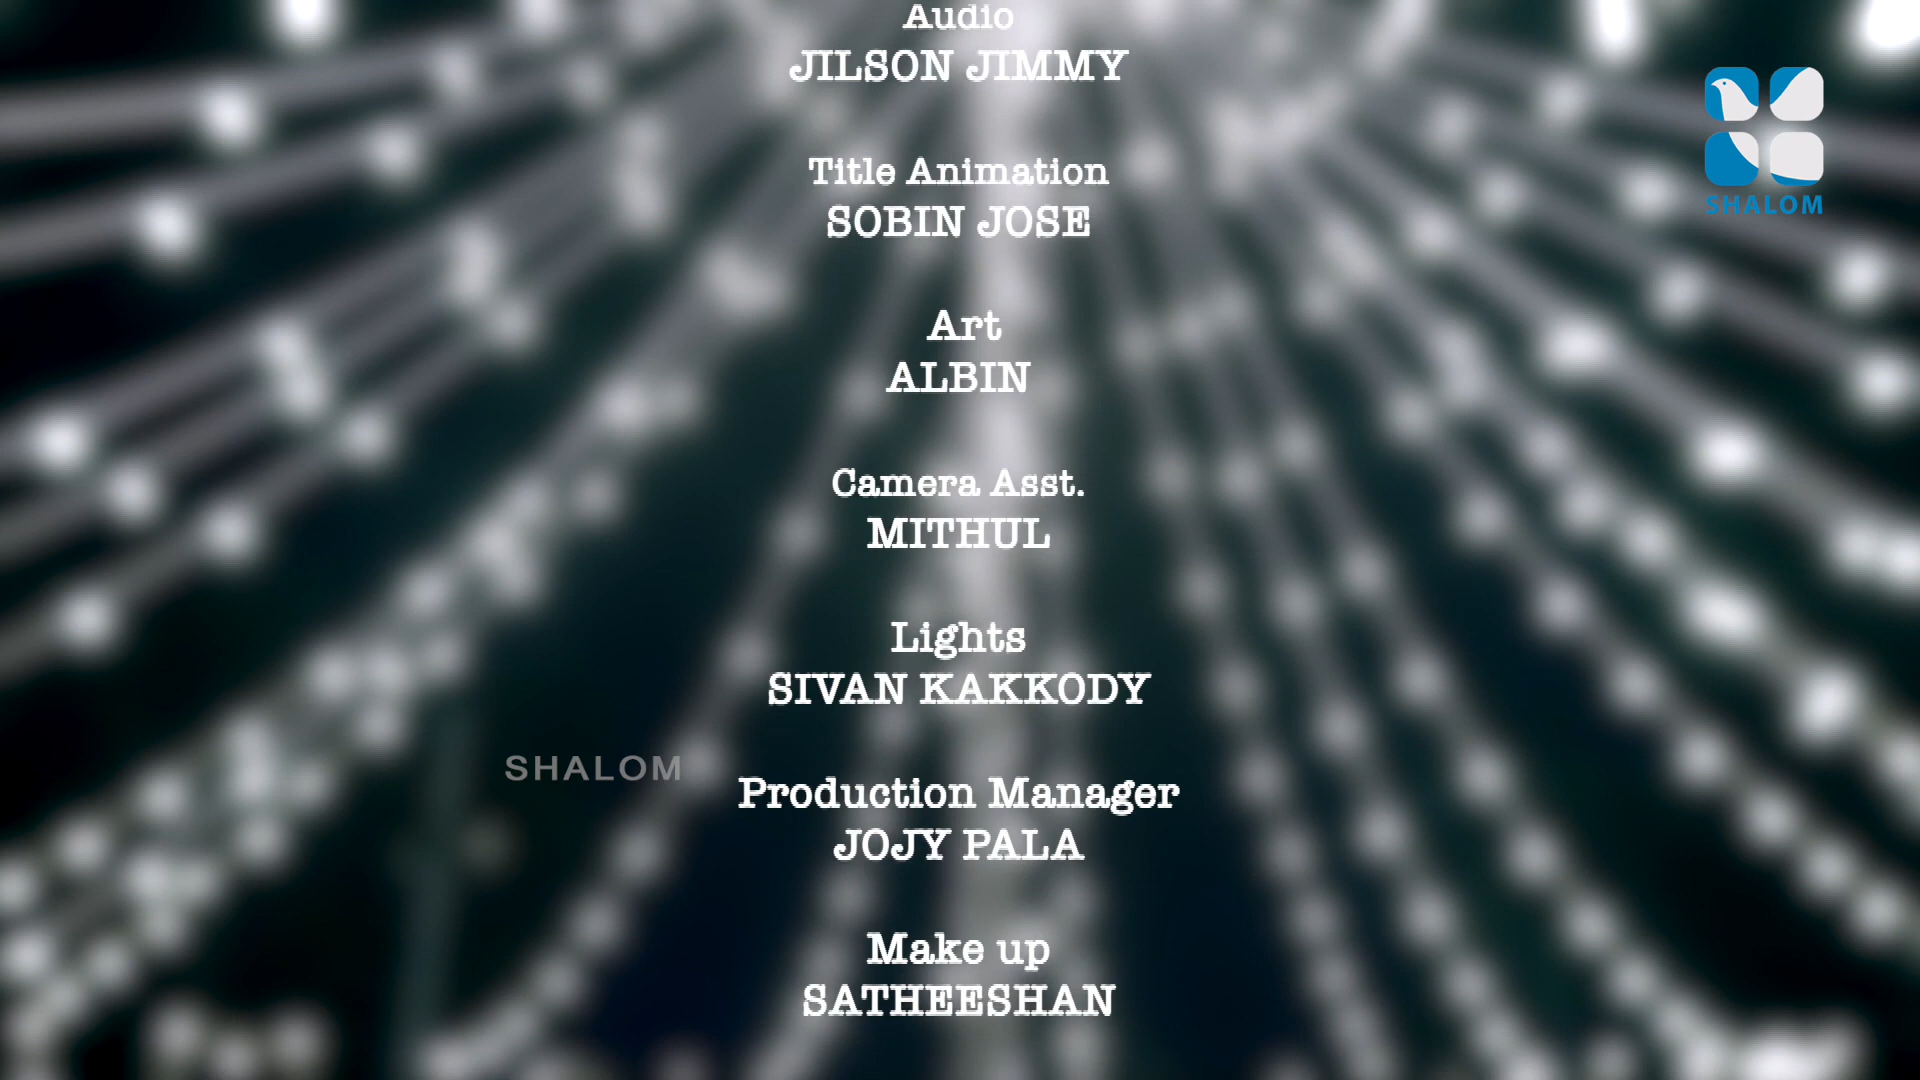 Audio
JILSON JIMMY
SHALOM
Title Animation
SOBIN JOSE
Art
ALBIN
Camera Asst.
MITHUL
Lights
SIVAN KAKKODY
SHALOM
Production Manager
JOJY PALA
Make up
SATHEESHAN